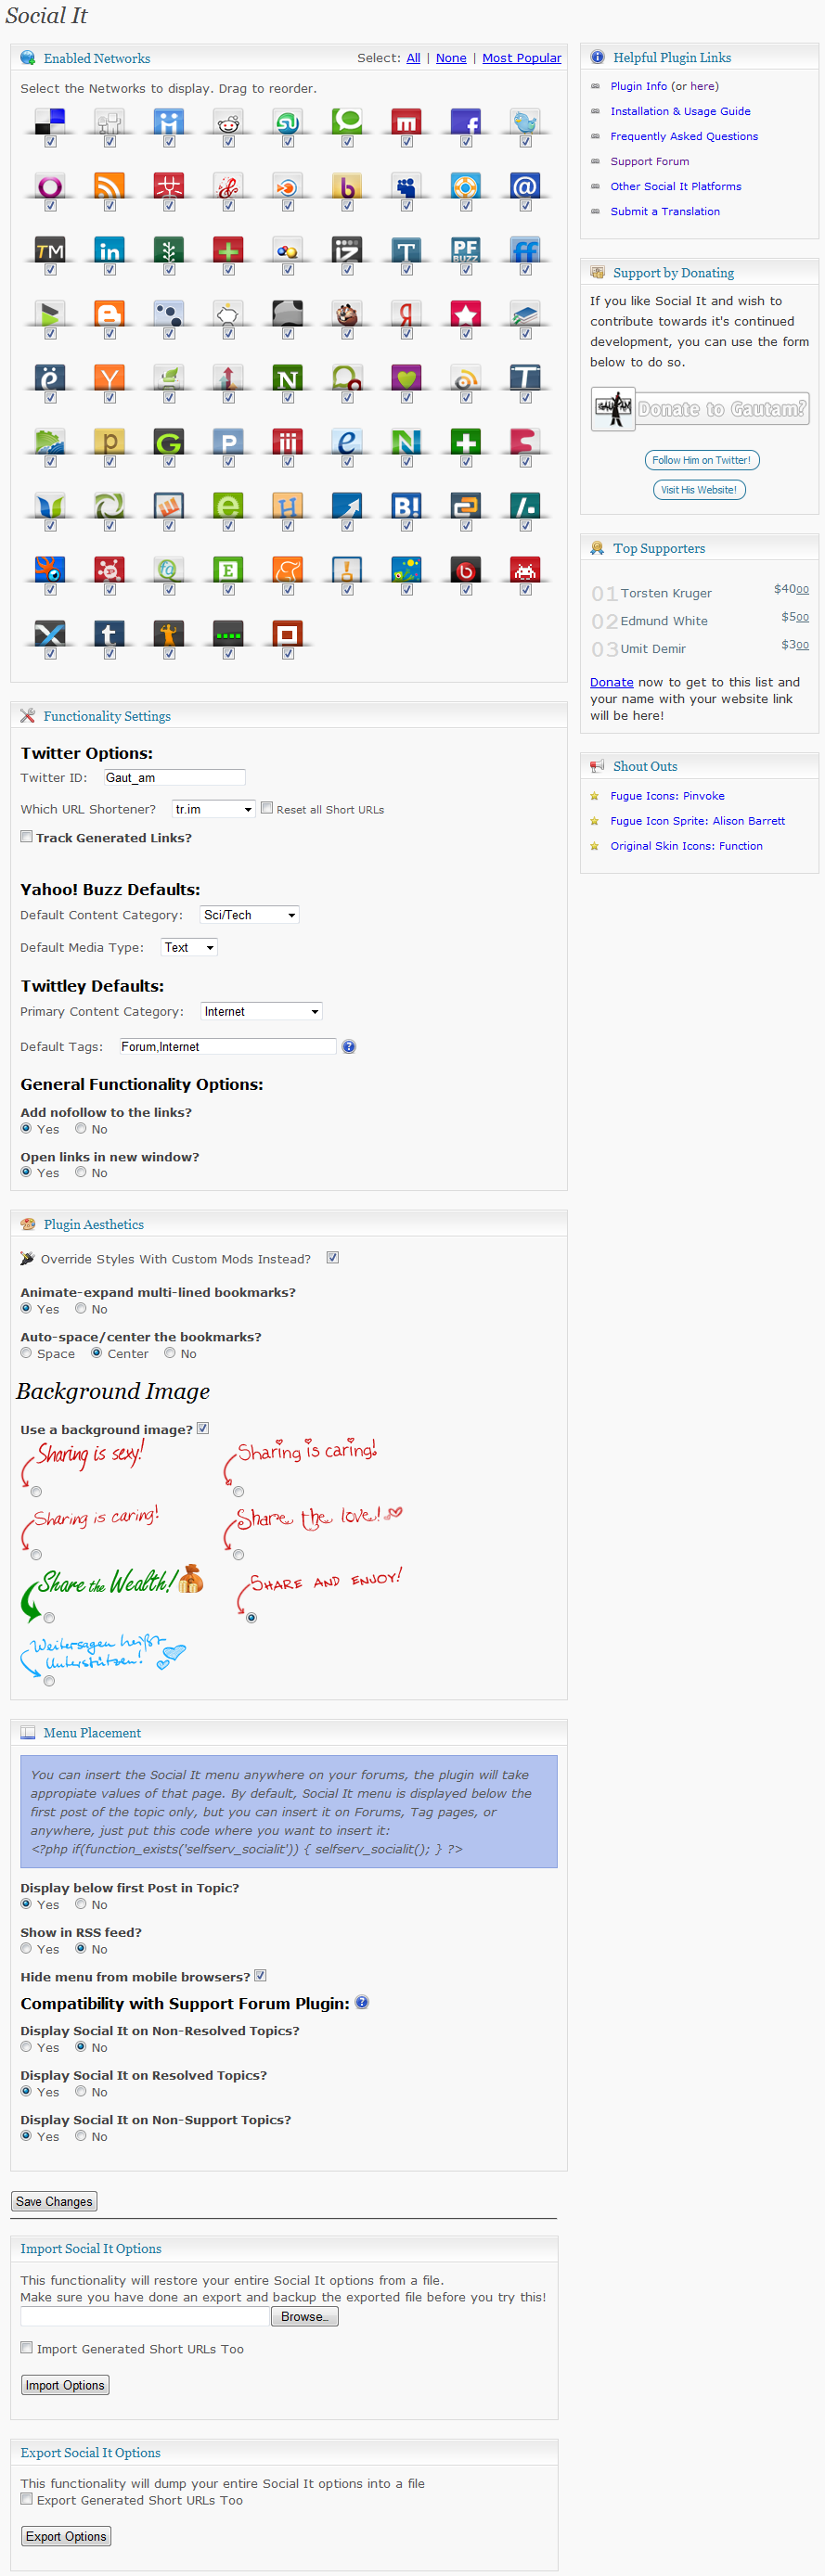 Social It
Enabled Networks
Select: All | None | Most Popular
Select the Networks to display. Drag to reorder.
Functionality Settings
Twitter Options:
Twitter ID: Gaut_am
Which URL Shortener? tr.im Reset all Short URLs
Track Generated Links?
Yahoo! Buzz Defaults:
Default Content Category: Sci/Tech
Default Media Type: Text
Twittley Defaults:
Primary Content Category: Internet
Default Tags: Forum,Internet
General Functionality Options:
Add nofollow to the links?
Yes No
Open links in new window?
Yes No
Plugin Aesthetics
Override Styles With Custom Mods Instead?
Animate-expand multi-lined bookmarks?
Yes No
Auto-space/center the bookmarks?
Space Center No
Background Image
Use a background image?
Sharing is sexy!
Sharing is caring!
Sharing is caring!
Share the love!
Share the Wealth!
SHARE AND ENJOY!
Weitersagen heißt
Unterstützen!
Menu Placement
You can insert the Social It menu anywhere on your forums, the plugin will take
appropiate values of that page. By default, Social It menu is displayed below the
first post of the topic only, but you can insert it on Forums, Tag pages, or
anywhere, just put this code where you want to insert it:
<?php if(function_exists('selfserv_socialit')) { selfserv_socialit(); } ?>
Display below first Post in Topic?
Yes No
Show in RSS feed?
Yes No
Hide menu from mobile browsers?
Compatibility with Support Forum Plugin:
Display Social It on Non-Resolved Topics?
Yes No
Display Social It on Resolved Topics?
Yes No
Display Social It on Non-Support Topics?
Yes No
Save Changes
Import Social It Options
This functionality will restore your entire Social It options from a file.
Make sure you have done an export and backup the exported file before you try this!
Browse...
Import Generated Short URLs Too
Import Options
Export Social It Options
This functionality will dump your entire Social It options into a file
Export Generated Short URLs Too
Export Options
Helpful Plugin Links
Plugin Info (or here)
Installation & Usage Guide
Frequently Asked Questions
Support Forum
Other Social It Platforms
Submit a Translation
Support by Donating
If you like Social It and wish to
contribute towards it's continued
development, you can use the form
below to do so.
GAUTAM Donate to Gautam?
Follow Him on Twitter!
Visit His Website!
Top Supporters
01 Torsten Kruger $4000
02 Edmund White $500
03 Umit Demir $300
Donate now to get to this list and
your name with your website link
will be here!
Shout Outs
Fugue Icons: Pinvoke
Fugue Icon Sprite: Alison Barrett
Original Skin Icons: Function